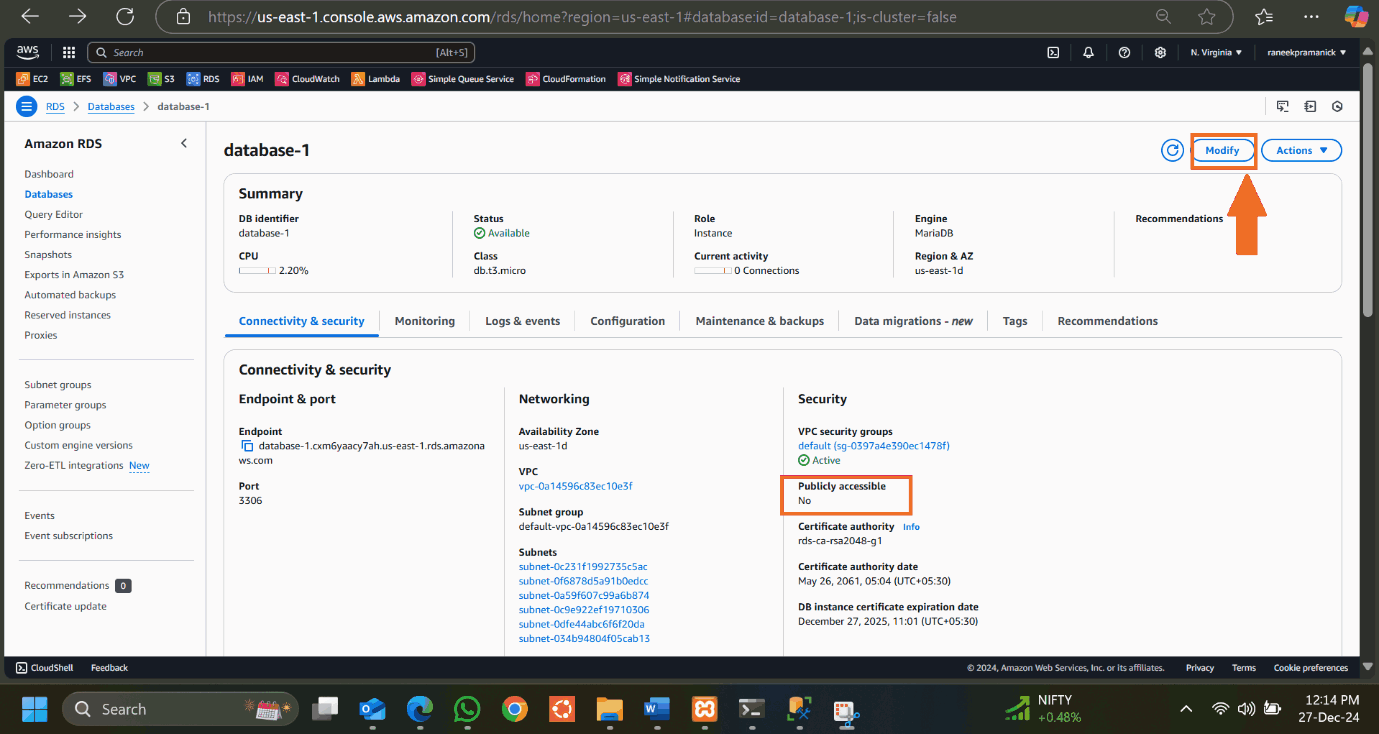 https://us-east-1.console.aws.amazon.com/rds/home?region=us-east-1#database:id=database-1;is-cluster=false
aws
Search [Alt+S]
N. Virginia
raneekpramanick
EC2 EFS VPC S3 RDS IAM CloudWatch Lambda Simple Queue Service CloudFormation Simple Notification Service
RDS > Databases > database-1
Amazon RDS
Dashboard
Databases
Query Editor
Performance insights
Snapshots
Exports in Amazon S3
Automated backups
Reserved instances
Proxies
Subnet groups
Parameter groups
Option groups
Custom engine versions
Zero-ETL integrations New
Events
Event subscriptions
Recommendations 0
Certificate update
database-1
Modify
Actions
Summary
DB identifier
database-1
CPU
2.20%
Status
Available
Class
db.t3.micro
Role
Instance
Current activity
0 Connections
Engine
MariaDB
Region & AZ
us-east-1d
Recommendations
Connectivity & security Monitoring Logs & events Configuration Maintenance & backups Data migrations - new Tags Recommendations
Connectivity & security
Endpoint & port
Endpoint
database-1.cxm6yaacy7ah.us-east-1.rds.amazona
ws.com
Port
3306
Networking
Availability Zone
us-east-1d
VPC
vpc-0a14596c83ec10e3f
Subnet group
default-vpc-0a14596c83ec10e3f
Subnets
subnet-0c231f1992735c5ac
subnet-0f6878d5a91b0edcc
subnet-0a59f607c99a6b874
subnet-0c9e922ef19710306
subnet-0dfe44abc6f6f20da
subnet-034b94804f05cab13
Security
VPC security groups
default (sg-0397a4e390ec1478f)
Active
Publicly accessible
No
Certificate authority Info
rds-ca-rsa2048-g1
Certificate authority date
May 26, 2061, 05:04 (UTC+05:30)
DB instance certificate expiration date
December 27, 2025, 11:01 (UTC+05:30)
CloudShell Feedback
© 2024, Amazon Web Services, Inc. or its affiliates. Privacy Terms Cookie preferences
Search
NIFTY
+0.48%
12:14 PM
27-Dec-24